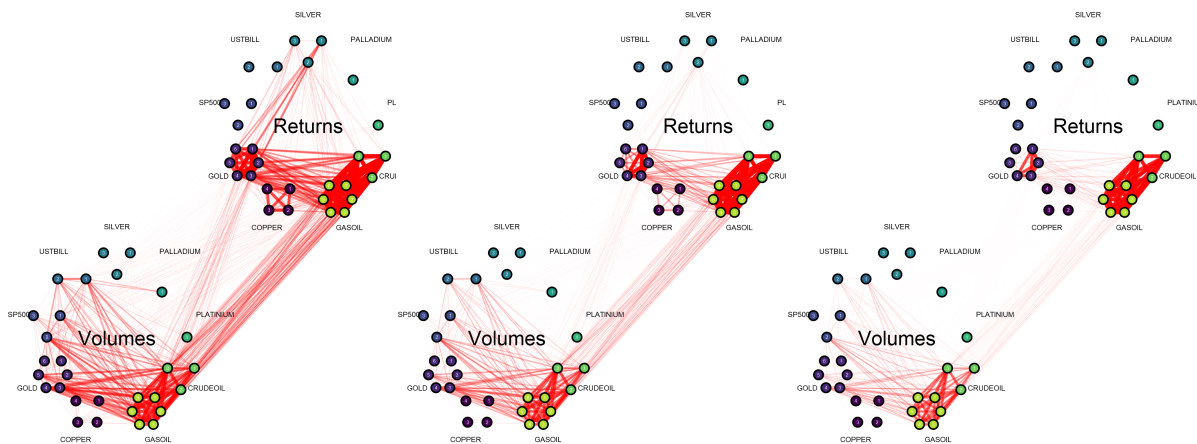 SILVER
USTBILL
PALLADIUM
SP500
PL
Returns
GOLD
CRUI
COPPER
GASOIL
SILVER
USTBILL
PALLADIUM
SP500
PLATINIUM
Volumes
GOLD
CRUDEOIL
COPPER
GASOIL
SILVER
USTBILL
PALLADIUM
SP500
PL
Returns
GOLD
CRUI
COPPER
GASOIL
SILVER
USTBILL
PALLADIUM
SP500
PLATINIUM
Volumes
GOLD
CRUDEOIL
COPPER
GASOIL
SILVER
USTBILL
PALLADIUM
SP500
PLATINIU
Returns
GOLD
CRUDEOIL
COPPER
GASOIL
SILVER
USTBILL
PALLADIUM
SP500
PLATINIUM
Volumes
GOLD
CRUDEOIL
COPPER
GASOIL